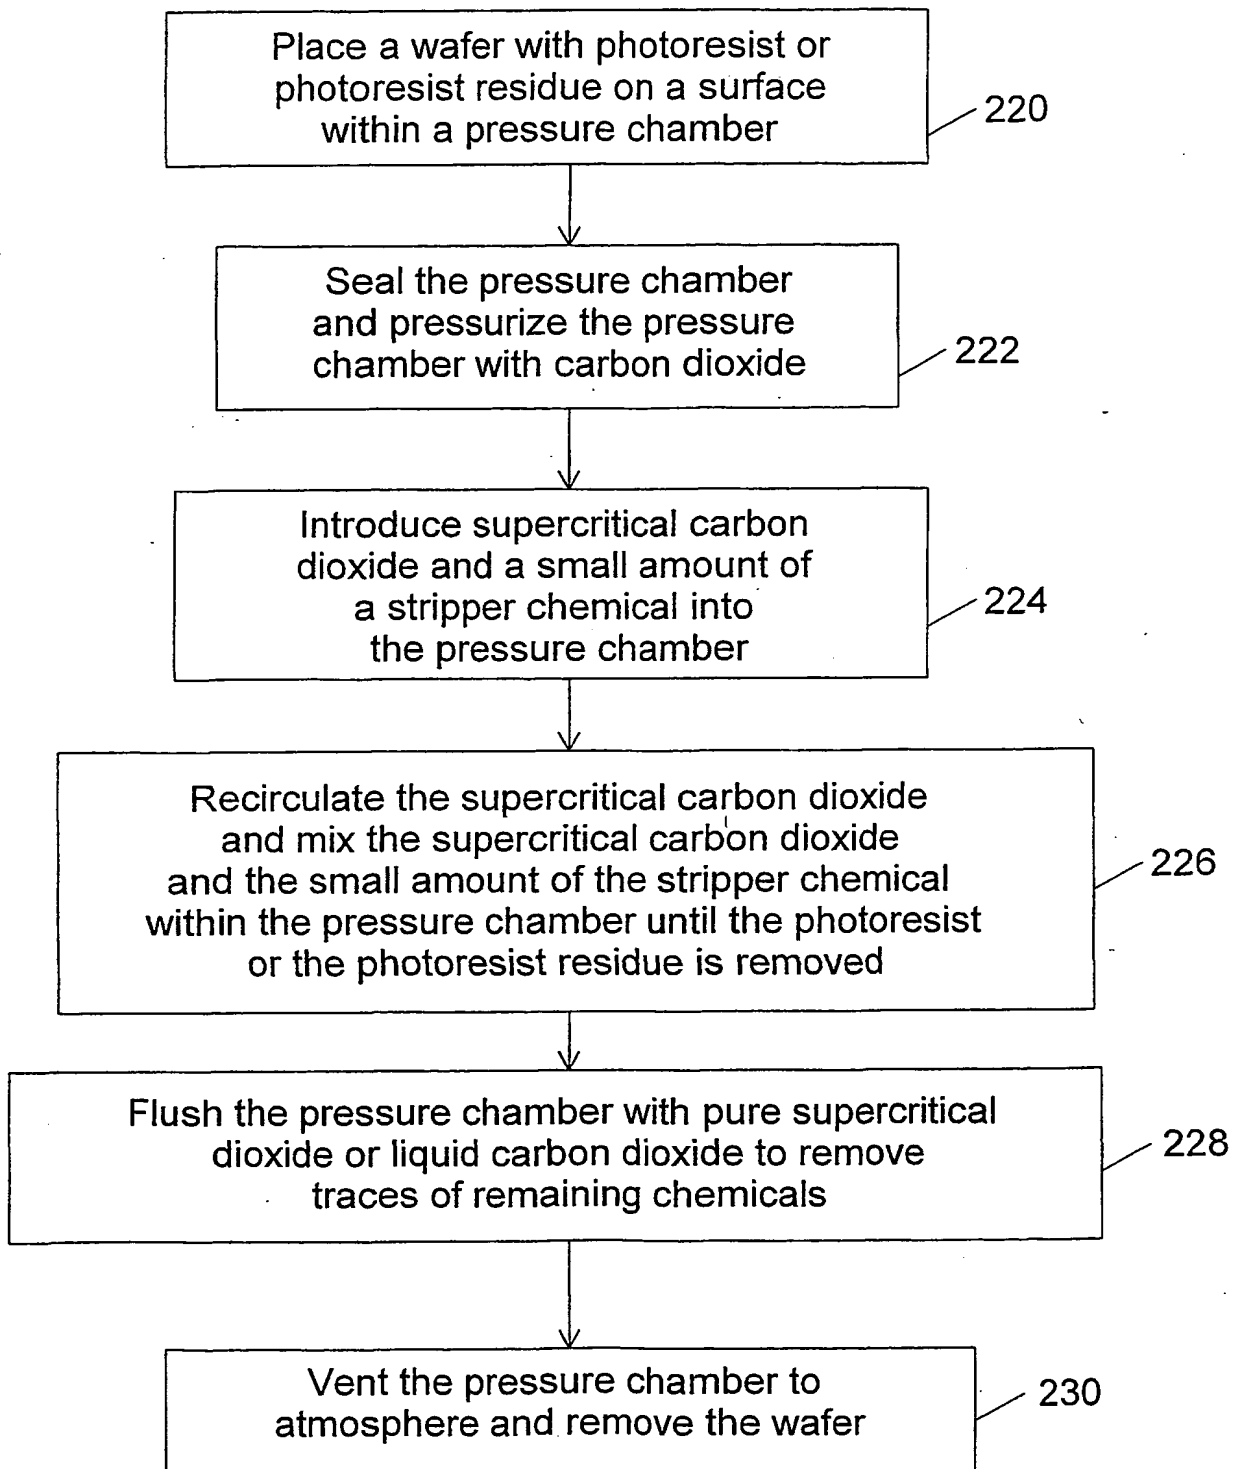 Place a wafer with photoresist or
photoresist residue on a surface
within a pressure chamber
220
Seal the pressure chamber
and pressurize the pressure
chamber with carbon dioxide
222
Introduce supercritical carbon
dioxide and a small amount of
a stripper chemical into
the pressure chamber
224
Recirculate the supercritical carbon dioxide
and mix the supercritical carbon dioxide
and the small amount of the stripper chemical
within the pressure chamber until the photoresist
or the photoresist residue is removed
226
Flush the pressure chamber with pure supercritical
dioxide or liquid carbon dioxide to remove
traces of remaining chemicals
228
Vent the pressure chamber to
atmosphere and remove the wafer
230